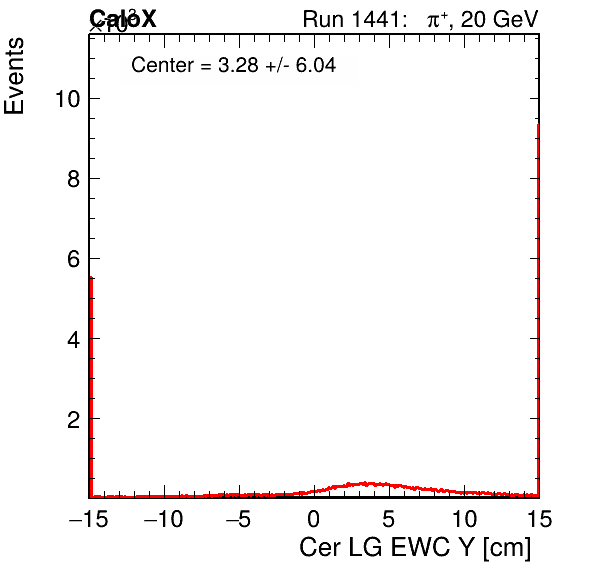 CaloX Run 1441: π+, 20 GeV
×10³
Center = 3.28 +/- 6.04
Events
10
8
6
4
2
−15 −10 −5 0 5 10 15
Cer LG EWC Y [cm]